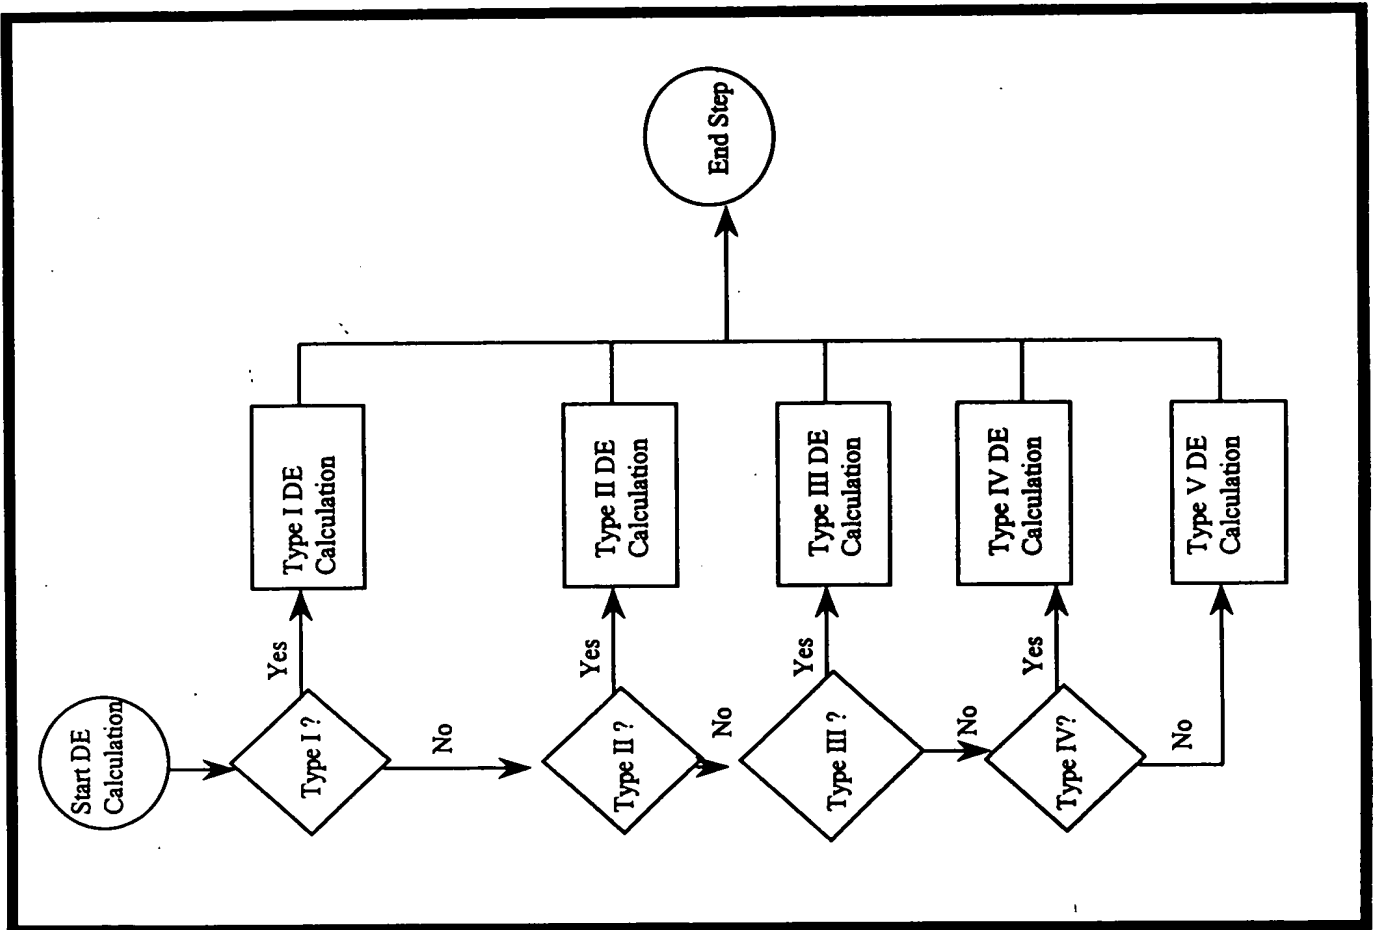 Start DE
Calculation
Type I ?
Yes
Type I DE
Calculation
No
Type II ?
Yes
Type II DE
Calculation
No
Type III ?
Yes
Type III DE
Calculation
No
Type IV?
Yes
Type IV DE
Calculation
No
Type V DE
Calculation
End Step